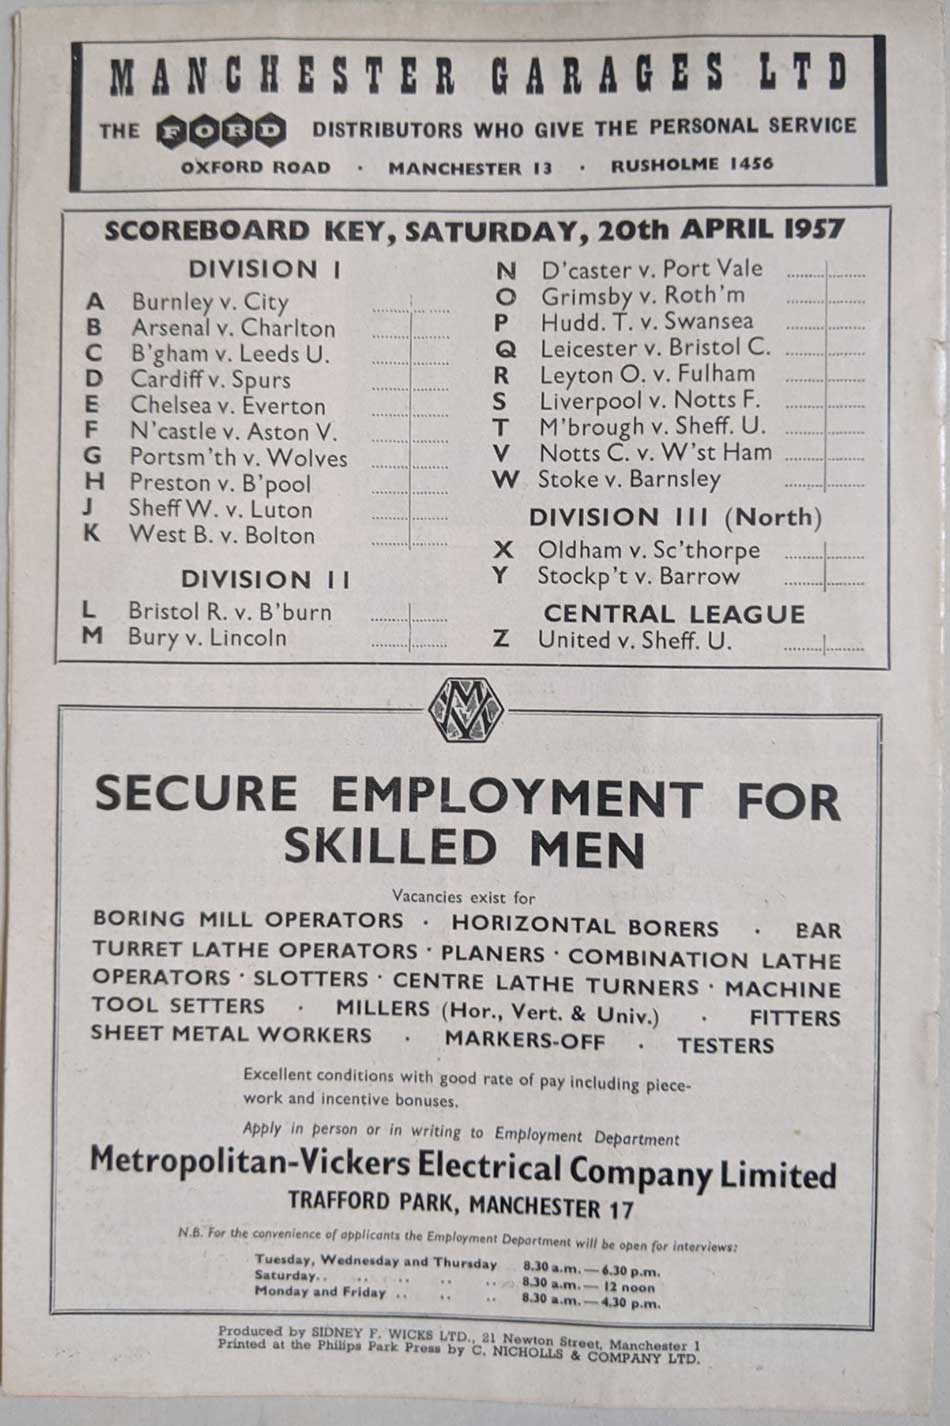 MANCHESTER GARAGES LTD
THE FORD DISTRIBUTORS WHO GIVE THE PERSONAL SERVICE
OXFORD ROAD · MANCHESTER 13 · RUSHOLME 1456
SCOREBOARD KEY, SATURDAY, 20th APRIL 1957
DIVISION I
A Burnley v. City
B Arsenal v. Charlton
C B'gham v. Leeds U.
D Cardiff v. Spurs
E Chelsea v. Everton
F N'castle v. Aston V.
G Portsm'th v. Wolves
H Preston v. B'pool
J Sheff W. v. Luton
K West B. v. Bolton
DIVISION II
L Bristol R. v. B'burn
M Bury v. Lincoln
N D'caster v. Port Vale
O Grimsby v. Roth'm
P Hudd. T. v. Swansea
Q Leicester v. Bristol C.
R Leyton O. v. Fulham
S Liverpool v. Notts F.
T M'brough v. Sheff. U.
V Notts C. v. W'st Ham
W Stoke v. Barnsley
DIVISION III (North)
X Oldham v. Sc'thorpe
Y Stockp't v. Barrow
CENTRAL LEAGUE
Z United v. Sheff. U.
MV
SECURE EMPLOYMENT FOR
SKILLED MEN
Vacancies exist for
BORING MILL OPERATORS · HORIZONTAL BORERS · BAR
TURRET LATHE OPERATORS · PLANERS · COMBINATION LATHE
OPERATORS · SLOTTERS · CENTRE LATHE TURNERS · MACHINE
TOOL SETTERS · MILLERS (Hor., Vert. & Univ.) · FITTERS
SHEET METAL WORKERS · MARKERS-OFF · TESTERS
Excellent conditions with good rate of pay including piece-
work and incentive bonuses.
Apply in person or in writing to Employment Department
Metropolitan-Vickers Electrical Company Limited
TRAFFORD PARK, MANCHESTER 17
N.B. For the convenience of applicants the Employment Department will be open for interviews:
Tuesday, Wednesday and Thursday 8.30 a.m.—6.30 p.m.
Saturday.. .. .. .. .. 8.30 a.m.— 12 noon
Monday and Friday .. .. .. 8.30 a.m.—4.30 p.m.
Produced by SIDNEY F. WICKS LTD., 21 Newton Street, Manchester 1
Printed at the Philips Park Press by C. NICHOLLS & COMPANY LTD.